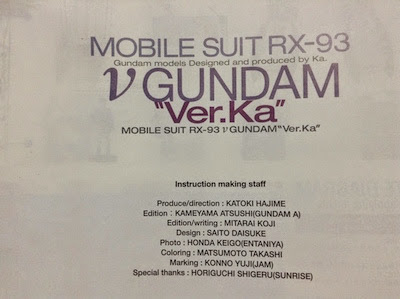 MOBILE SUIT RX-93
Gundam models Designed and produced by Ka.
ν GUNDAM
"Ver.Ka"
MOBILE SUIT RX-93 ν GUNDAM"Ver.Ka"
Instruction making staff
Produce/direction : KATOKI HAJIME
Edition : KAMEYAMA ATSUSHI(GUNDAM A)
Edition/writing : MITARAI KOJI
Design : SAITO DAISUKE
Photo : HONDA KEIGO(ENTANIYA)
Coloring : MATSUMOTO TAKASHI
Marking : KONNO YUJI(JAM)
Special thanks : HORIGUCHI SHIGERU(SUNRISE)